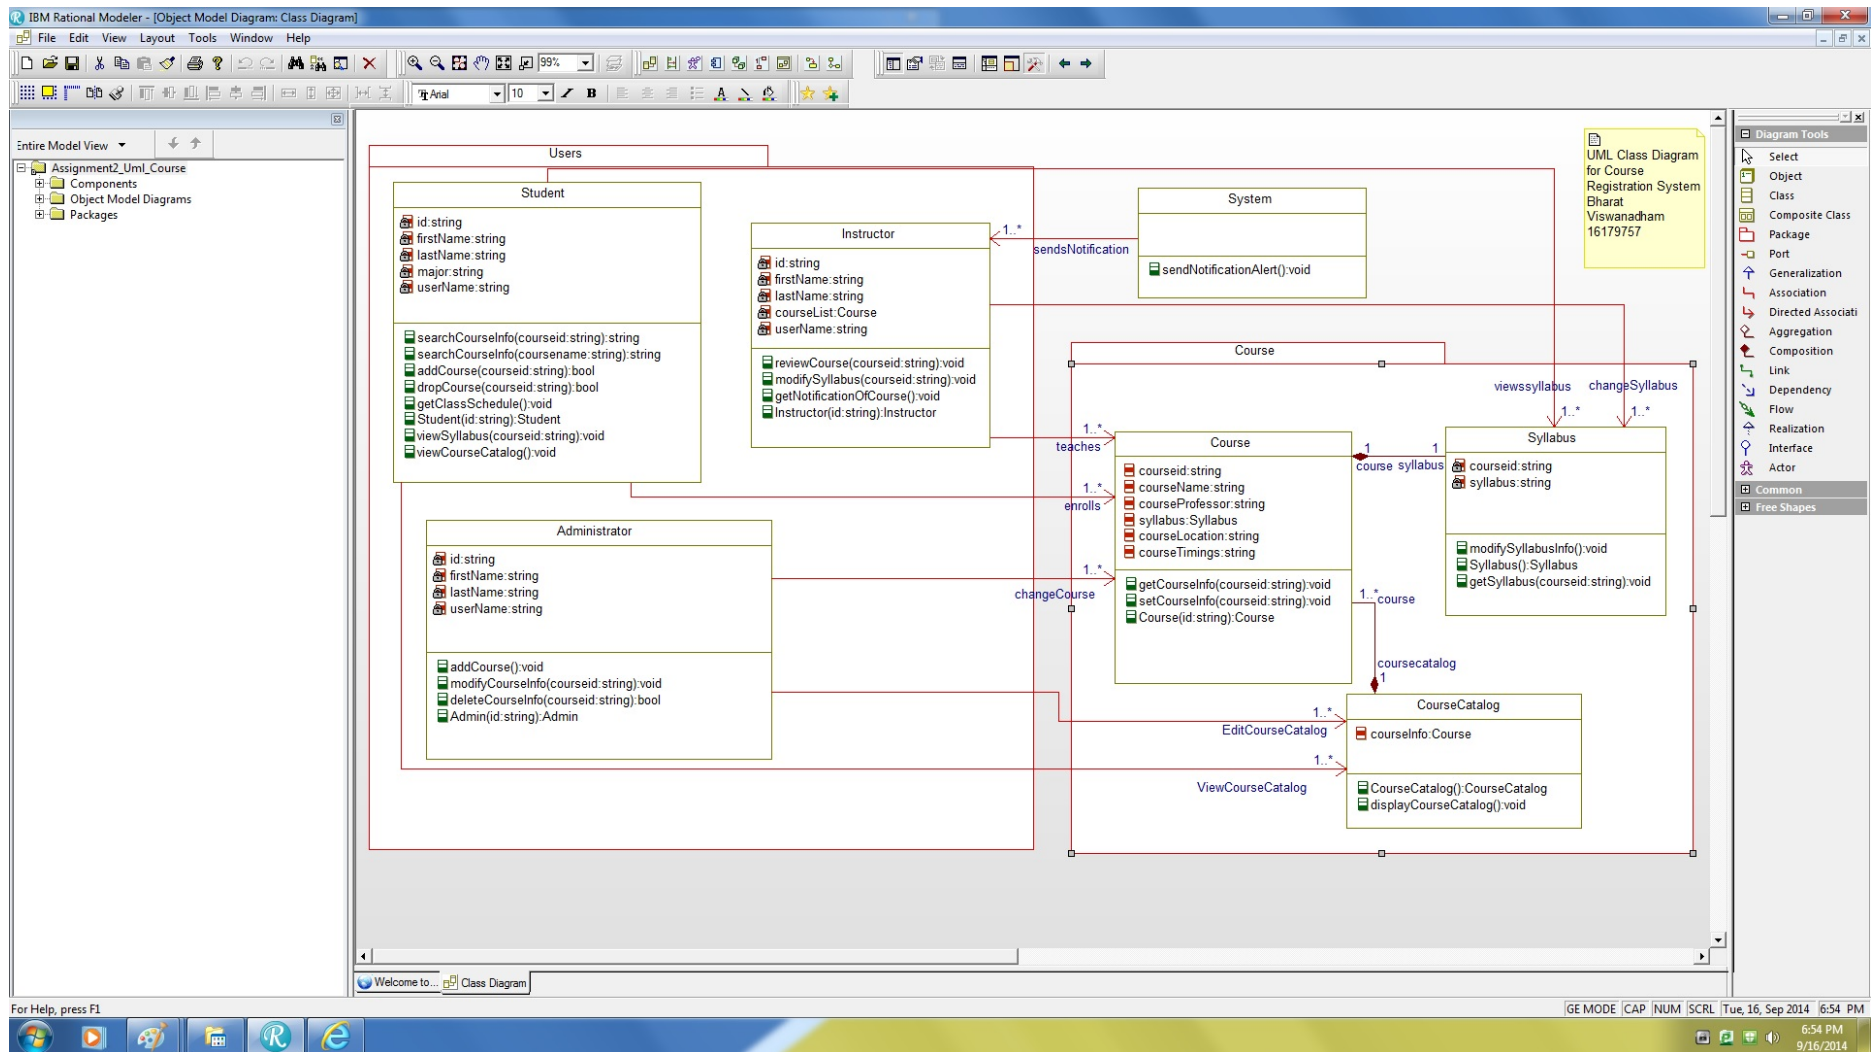 IBM Rational Modeler - [Object Model Diagram: Class Diagram]
File Edit View Layout Tools Window Help
99%
Arial 10
Entire Model View
Assignment2_Uml_Course
Components
Object Model Diagrams
Packages
Users
Student
id:string
firstName:string
lastName:string
major:string
userName:string
searchCourseInfo(courseid:string):string
searchCourseInfo(coursename:string):string
addCourse(courseid:string):bool
dropCourse(courseid:string):bool
getClassSchedule():void
Student(id:string):Student
viewSyllabus(courseid:string):void
viewCourseCatalog():void
Instructor
id:string
firstName:string
lastName:string
courseList:Course
userName:string
reviewCourse(courseid:string):void
modifySyllabus(courseid:string):void
getNotificationOfCourse():void
Instructor(id:string):Instructor
Administrator
id:string
firstName:string
lastName:string
userName:string
addCourse():void
modifyCourseInfo(courseid:string):void
deleteCourseInfo(courseid:string):bool
Admin(id:string):Admin
System
sendNotificationAlert():void
1..*
sendsNotification
UML Class Diagram
for Course
Registration System
Bharat
Viswanadham
16179757
Course
viewssyllabus
1..*
changeSyllabus
1..*
1..*
teaches
1..*
enrolls
1..*
changeCourse
Course
courseid:string
courseName:string
courseProfessor:string
syllabus:Syllabus
courseLocation:string
courseTimings:string
getCourseInfo(courseid:string):void
setCourseInfo(courseid:string):void
Course(id:string):Course
1 1
course syllabus
Syllabus
courseid:string
syllabus:string
modifySyllabusInfo():void
Syllabus():Syllabus
getSyllabus(courseid:string):void
1..* course
coursecatalog
1
CourseCatalog
courseInfo:Course
CourseCatalog():CourseCatalog
displayCourseCatalog():void
1..*
EditCourseCatalog
1..*
ViewCourseCatalog
Diagram Tools
Select
Object
Class
Composite Class
Package
Port
Generalization
Association
Directed Associati
Aggregation
Composition
Link
Dependency
Flow
Realization
Interface
Actor
Common
Free Shapes
Welcome to... Class Diagram
For Help, press F1
GE MODE CAP NUM SCRL Tue, 16, Sep 2014 6:54 PM
6:54 PM
9/16/2014